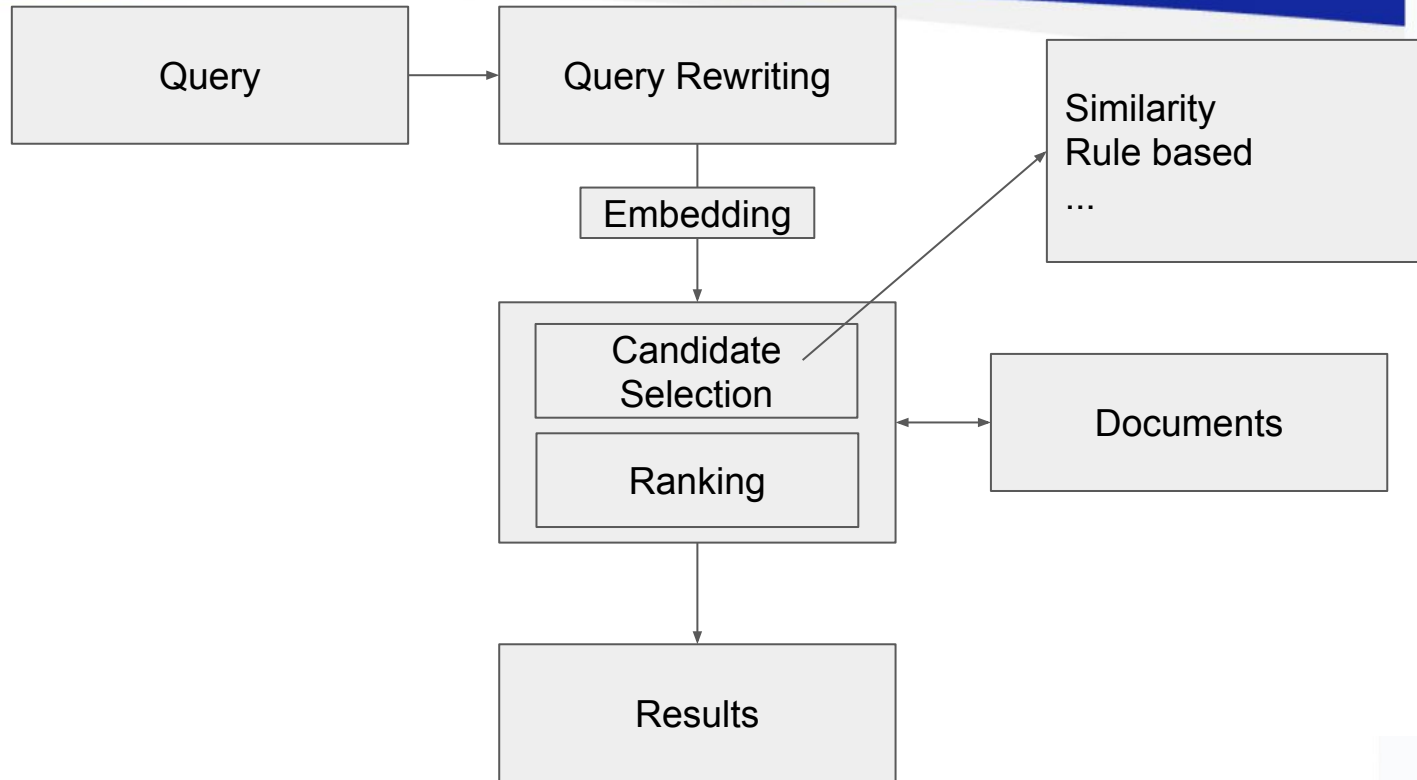 Query
Query Rewriting
Similarity
Rule based
...
Embedding
Candidate
Selection
Documents
Ranking
Results